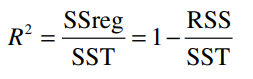 R² = SSreg / SST = 1 − RSS / SST